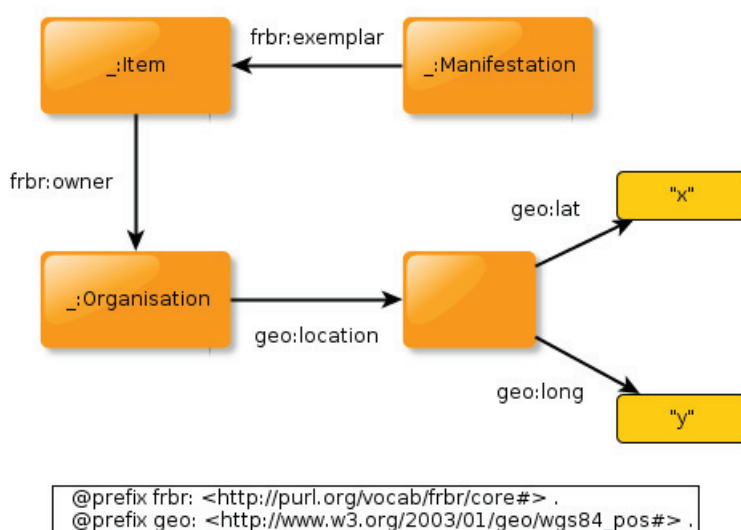 frbr:exemplar
_:Item
_:Manifestation
frbr:owner
"x"
geo:lat
_:Organisation
geo:location
geo:long
"y"
@prefix frbr: <http://purl.org/vocab/frbr/core#> .
@prefix geo: <http://www.w3.org/2003/01/geo/wgs84_pos#> .